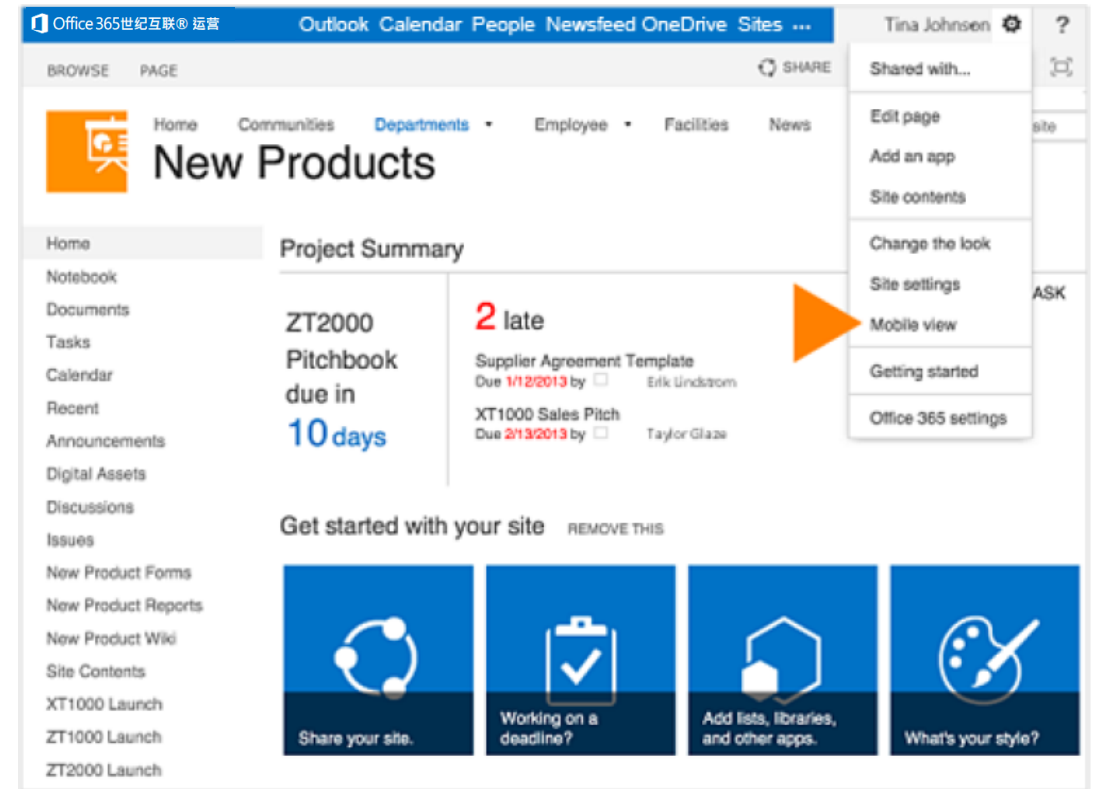 Office 365世纪互联® 运营
Outlook Calendar People Newsfeed OneDrive Sites ···
Tina Johnson
?
BROWSE PAGE
SHARE
Shared with...
Edit page
Add an app
Site contents
Change the look
Site settings
Mobile view
Getting started
Office 365 settings
Home Communities Departments Employee Facilities News
site
New Products
Home
Notebook
Documents
Tasks
Calendar
Recent
Announcements
Digital Assets
Discussions
Issues
New Product Forms
New Product Reports
New Product Wiki
Site Contents
XT1000 Launch
ZT1000 Launch
ZT2000 Launch
Project Summary
ASK
ZT2000
Pitchbook
due in
10 days
2 late
Supplier Agreement Template
Due 1/12/2013 by Erik Lindstrom
XT1000 Sales Pitch
Due 2/13/2013 by Taylor Glaze
Get started with your site REMOVE THIS
Share your site.
Working on a
deadline?
Add lists, libraries,
and other apps.
What's your style?